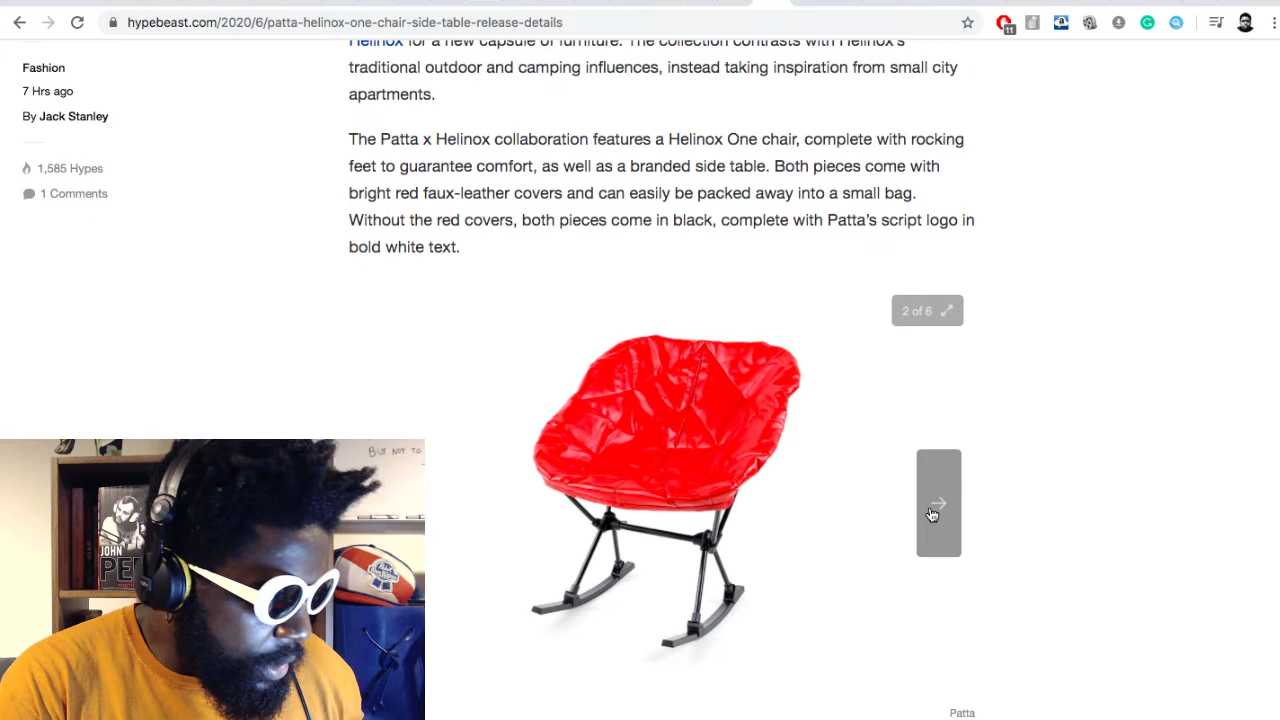 hypebeast.com/2020/6/patta-helinox-one-chair-side-table-release-details
11
Helinox for a new capsule of furniture. The collection contrasts with Helinox's
traditional outdoor and camping influences, instead taking inspiration from small city
apartments.
Fashion
7 Hrs ago
By Jack Stanley
1,585 Hypes
1 Comments
The Patta x Helinox collaboration features a Helinox One chair, complete with rocking
feet to guarantee comfort, as well as a branded side table. Both pieces come with
bright red faux-leather covers and can easily be packed away into a small bag.
Without the red covers, both pieces come in black, complete with Patta's script logo in
bold white text.
2 of 6
BUT NOT TO
JOHN
Patta